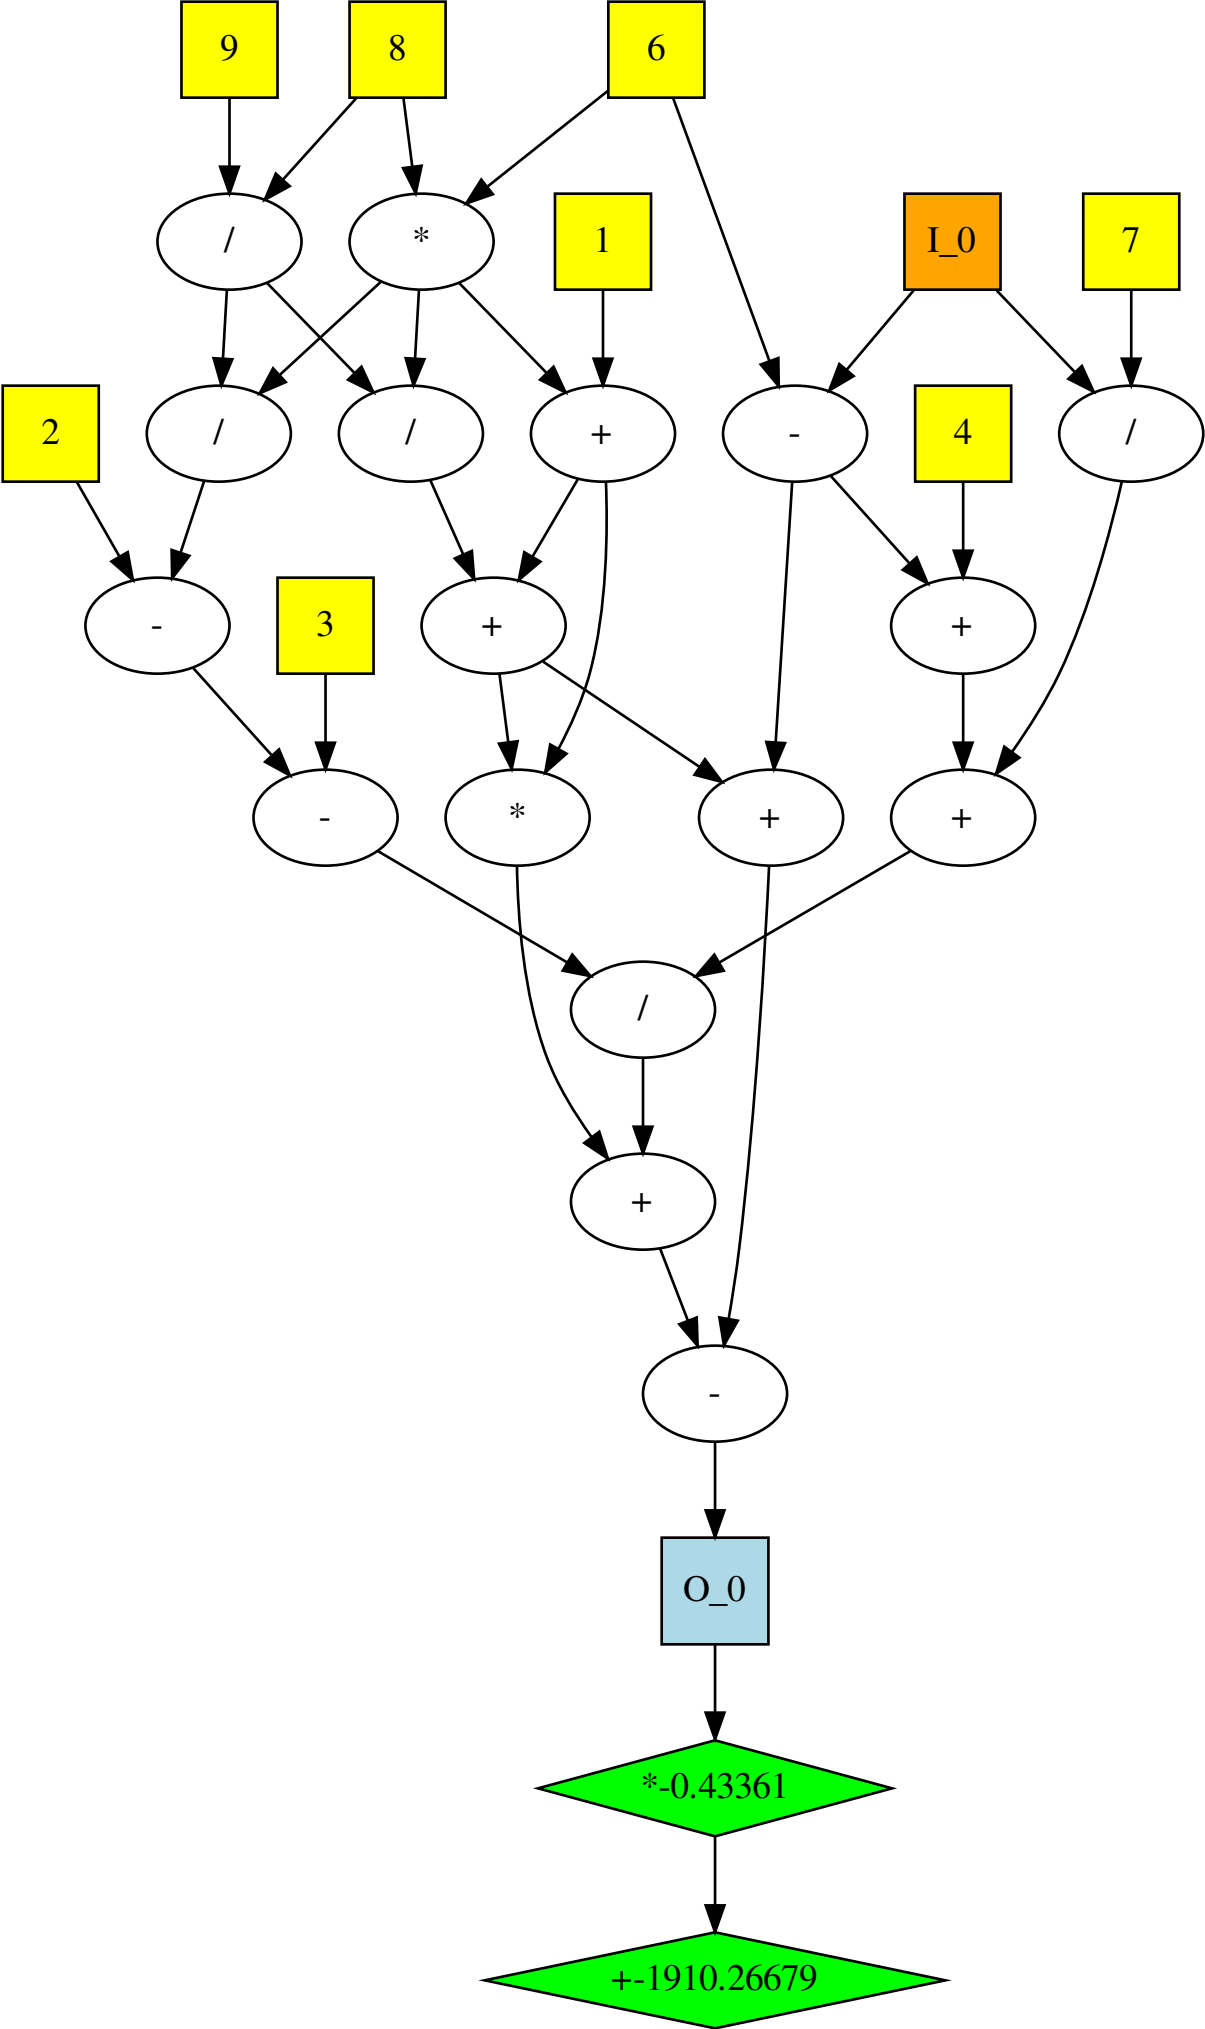 9 8 6
/ * 1 I_0 7
2 / / + - 4 /
- 3 + +
- * + +
/
+
-
O_0
*-0.43361
+-1910.26679